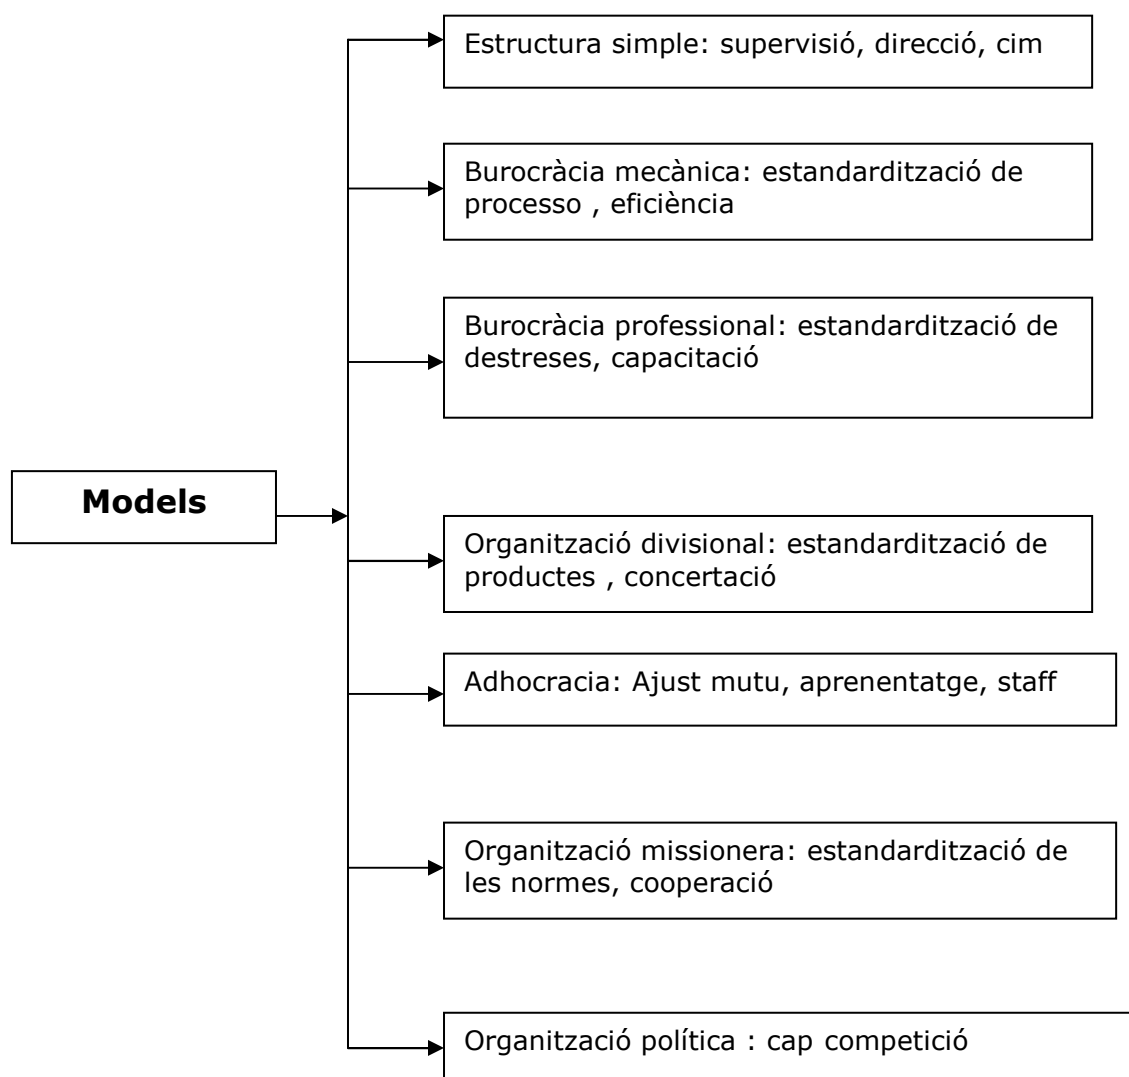 Estructura simple: supervisió, direcció, cim
Burocràcia mecànica: estandardització de
processo , eficiència
Burocràcia professional: estandardització de
destreses, capacitació
Models
Organització divisional: estandardització de
productes , concertació
Adhocracia: Ajust mutu, aprenentatge, staff
Organització missionera: estandardització de
les normes, cooperació
Organització política : cap competició